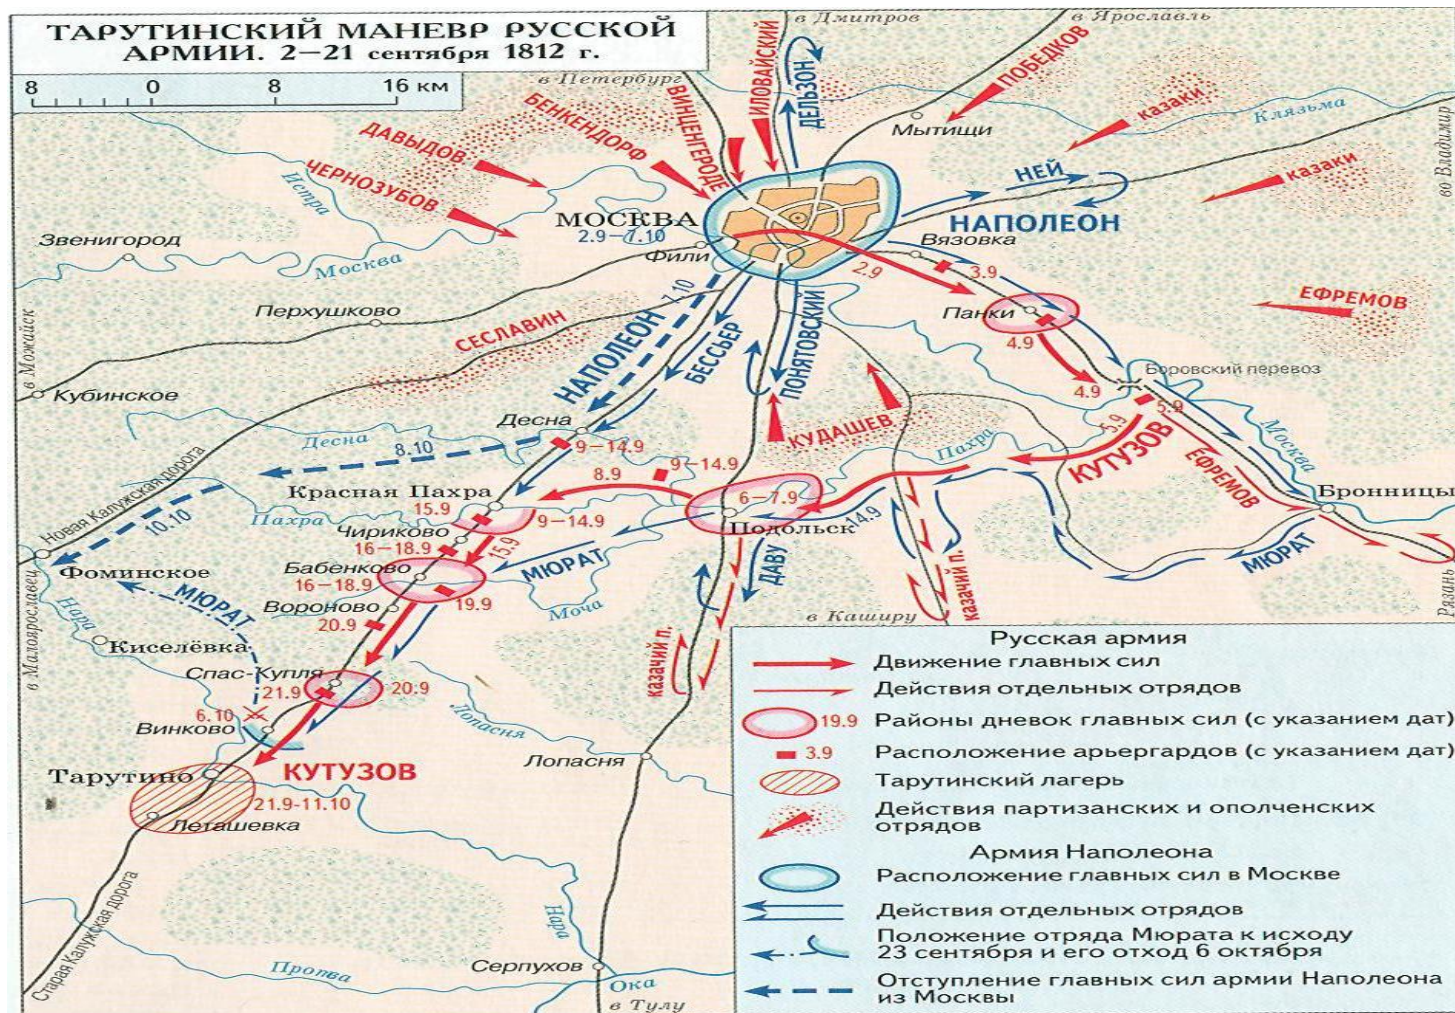 ТАРУТИНСКИЙ МАНЕВР РУССКОЙ
АРМИИ. 2—21 сентября 1812 г.
8 0 8 16 км
в Дмитров
в Ярославль
в Петербург
во Владимир
ВИНЦЕНГЕРОДЕ
ИЛОВАЙСКИЙ
ДЕЛЬЗОН
ПОБЕДКОВ
казаки
Клязьма
Мытищи
БЕНКЕНДОРФ
ДАВЫДОВ
ЧЕРНОЗУБОВ
Истра
казаки
НЕЙ
НАПОЛЕОН
МОСКВА
2.9—7.10
Фили
Звенигород
Москва
Вязовка
2.9
3.9
ЕФРЕМОВ
Перхушково
Панки
4.9
в Можайск
СЕСЛАВИН
НАПОЛЕОН
7.10
БЕССЬЕР
ПОНЯТОВСКИЙ
Боровский перевоз
4.9
5.9
5.9
Кубинское
Десна
Десна
9—14.9
КУДАШЕВ
Пахра
КУТУЗОВ
Москва
ЕФРЕМОВ
8.10
Новая Калужская дорога
8.9
9—14.9
6—7.9
Бронницы
Красная Пахра
15.9
Пахра
9—14.9
Подольск
14.9
10.10
Чириково
16—18.9
15.9
МЮРАТ
ДАВУ
МЮРАТ
Бабенково
16—18.9
Фоминское
МЮРАТ
19.9
Моча
казачий п.
казачий п.
в Каширу
Рязань
Вороново
20.9
Нара
Киселёвка
в Малоярославец
Спас-Купля
21.9
20.9
6.10
Винково
Лопасня
Лопасня
Тарутино
КУТУЗОВ
21.9-11.10
Леташевка
Старая Калужская дорога
Нара
Протва
Серпухов
Ока
в Тулу
Русская армия
Движение главных сил
Действия отдельных отрядов
19.9 Районы дневок главных сил (с указанием дат)
3.9 Расположение арьергардов (с указанием дат)
Тарутинский лагерь
Действия партизанских и ополченских
отрядов
Армия Наполеона
Расположение главных сил в Москве
Действия отдельных отрядов
Положение отряда Мюрата к исходу
23 сентября и его отход 6 октября
Отступление главных сил армии Наполеона
из Москвы